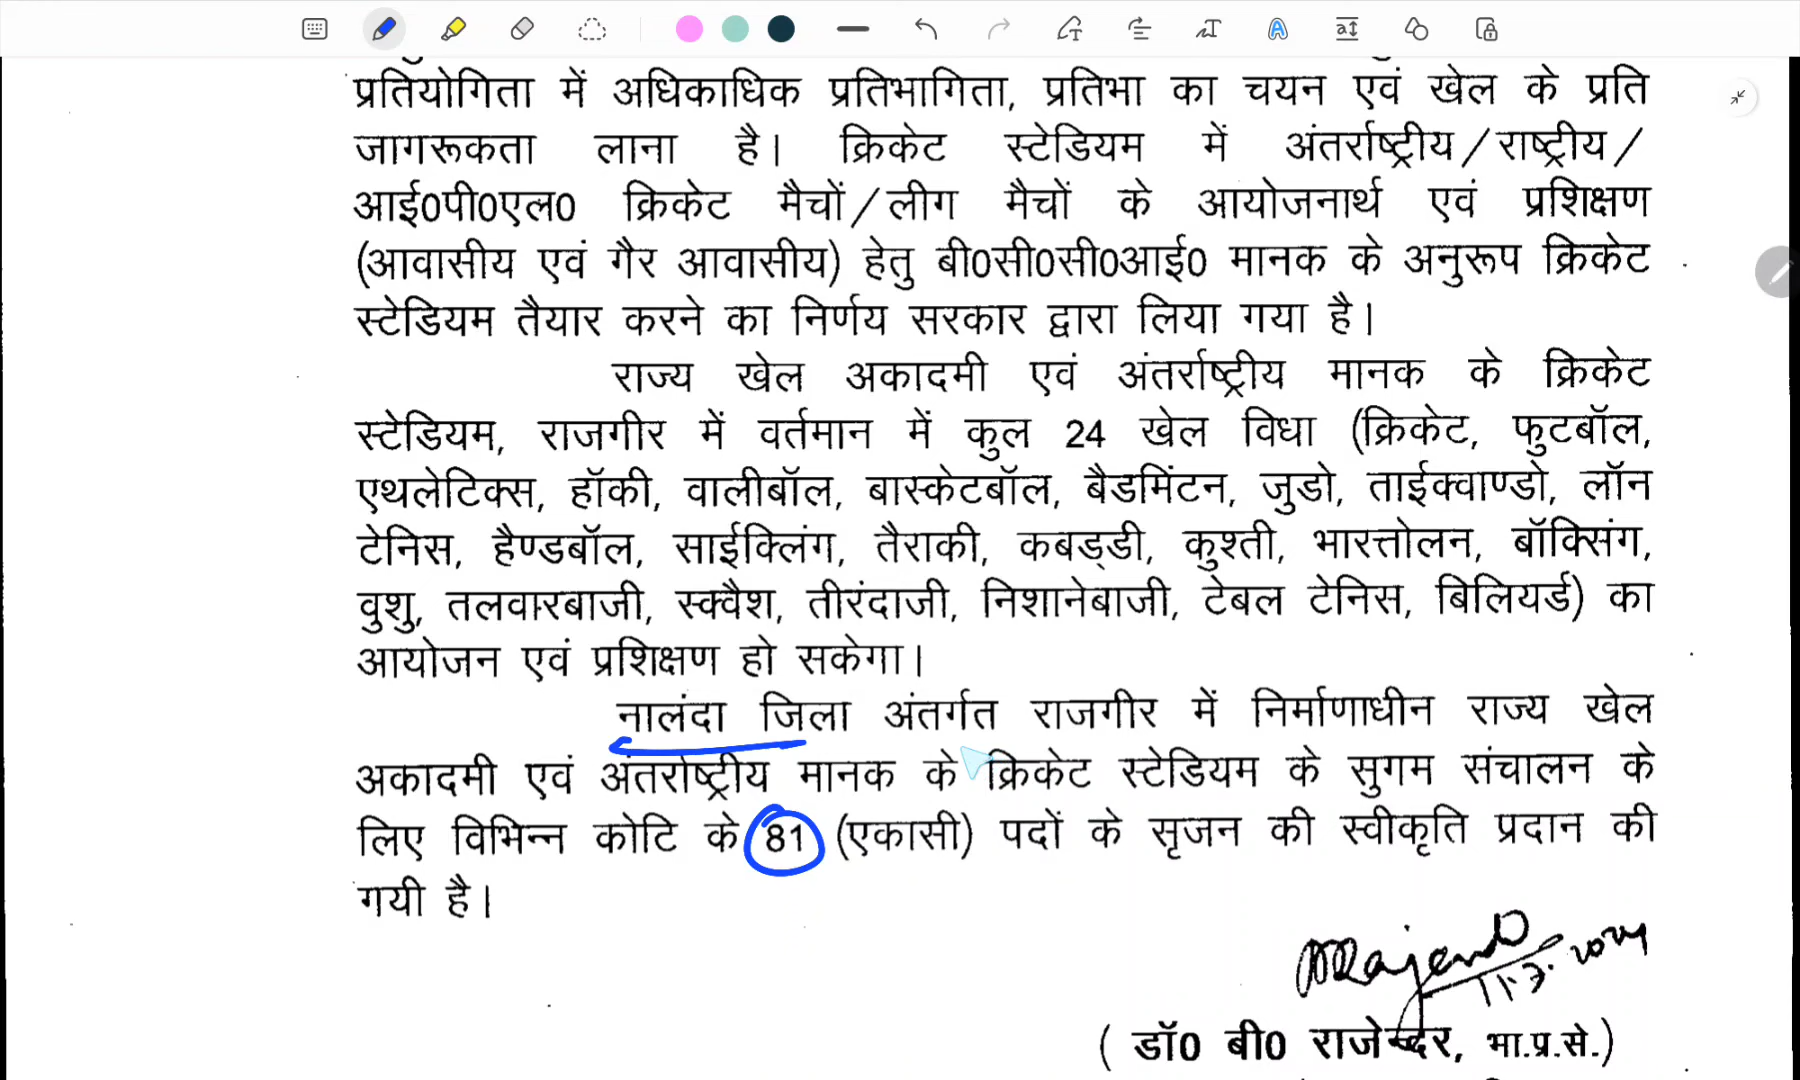 प्रतियोगिता में अधिकाधिक प्रतिभागिता, प्रतिभा का चयन एवं खेल के प्रति
जागरूकता लाना है। क्रिकेट स्टेडियम में अंतर्राष्ट्रीय/राष्ट्रीय/
आई0पी0एल0 क्रिकेट मैचों/लीग मैचों के आयोजनार्थ एवं प्रशिक्षण
(आवासीय एवं गैर आवासीय) हेतु बी0सी0सी0आई0 मानक के अनुरूप क्रिकेट
स्टेडियम तैयार करने का निर्णय सरकार द्वारा लिया गया है।
राज्य खेल अकादमी एवं अंतर्राष्ट्रीय मानक के क्रिकेट
स्टेडियम, राजगीर में वर्तमान में कुल 24 खेल विधा (क्रिकेट, फुटबॉल,
एथलेटिक्स, हॉकी, वालीबॉल, बास्केटबॉल, बैडमिंटन, जुडो, ताईक्वाण्डो, लॉन
टेनिस, हैण्डबॉल, साईक्लिंग, तैराकी, कबड्डी, कुश्ती, भारत्तोलन, बॉक्सिंग,
वुशु, तलवारबाजी, स्क्वैश, तीरंदाजी, निशानेबाजी, टेबल टेनिस, बिलियर्ड) का
आयोजन एवं प्रशिक्षण हो सकेगा।
नालंदा जिला अंतर्गत राजगीर में निर्माणाधीन राज्य खेल
अकादमी एवं अंतर्राष्ट्रीय मानक के क्रिकेट स्टेडियम के सुगम संचालन के
लिए विभिन्न कोटि के 81 (एकासी) पदों के सृजन की स्वीकृति प्रदान की
गयी है।
( डॉ0 बी0 राजेन्दर, भा.प्र.से.)